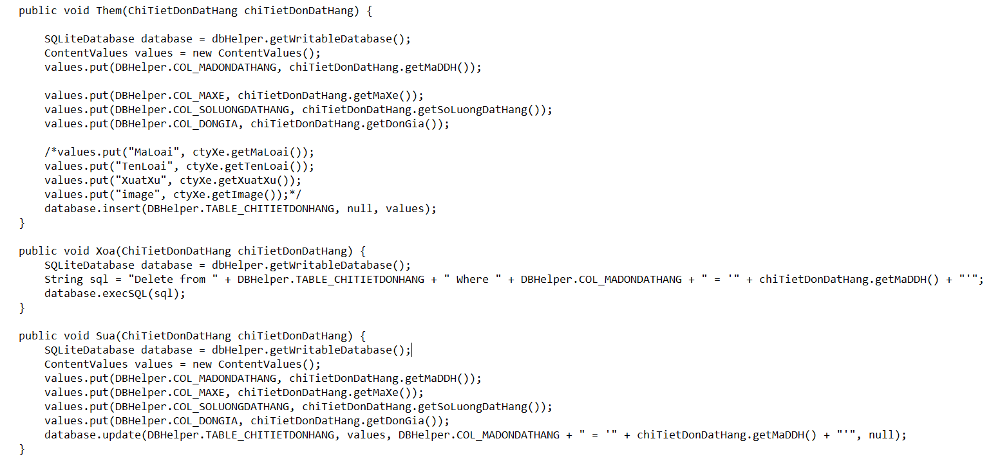 public void Them(ChiTietDonDatHang chiTietDonDatHang) {
SQLiteDatabase database = dbHelper.getWritableDatabase();
ContentValues values = new ContentValues();
values.put(DBHelper.COL_MADONDATHANG, chiTietDonDatHang.getMaDDH());
values.put(DBHelper.COL_MAXE, chiTietDonDatHang.getMaXe());
values.put(DBHelper.COL_SOLUONGDATHANG, chiTietDonDatHang.getSoLuongDatHang());
values.put(DBHelper.COL_DONGIA, chiTietDonDatHang.getDonGia());
/*values.put("MaLoai", ctyXe.getMaLoai());
values.put("TenLoai", ctyXe.getTenLoai());
values.put("XuatXu", ctyXe.getXuatXu());
values.put("image", ctyXe.getImage());*/
database.insert(DBHelper.TABLE_CHITIETDONHANG, null, values);
}
public void Xoa(ChiTietDonDatHang chiTietDonDatHang) {
SQLiteDatabase database = dbHelper.getWritableDatabase();
String sql = "Delete from " + DBHelper.TABLE_CHITIETDONHANG + " Where " + DBHelper.COL_MADONDATHANG + " = '" + chiTietDonDatHang.getMaDDH() + "'";
database.execSQL(sql);
}
public void Sua(ChiTietDonDatHang chiTietDonDatHang) {
SQLiteDatabase database = dbHelper.getWritableDatabase();
ContentValues values = new ContentValues();
values.put(DBHelper.COL_MADONDATHANG, chiTietDonDatHang.getMaDDH());
values.put(DBHelper.COL_MAXE, chiTietDonDatHang.getMaXe());
values.put(DBHelper.COL_SOLUONGDATHANG, chiTietDonDatHang.getSoLuongDatHang());
values.put(DBHelper.COL_DONGIA, chiTietDonDatHang.getDonGia());
database.update(DBHelper.TABLE_CHITIETDONHANG, values, DBHelper.COL_MADONDATHANG + " = '" + chiTietDonDatHang.getMaDDH() + "'", null);
}